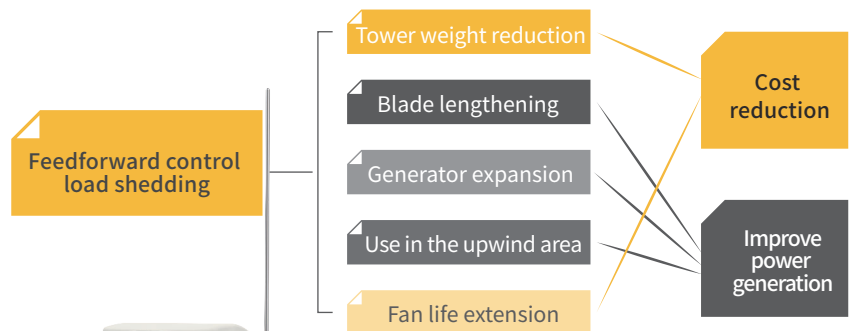 Feedforward control
load shedding
Tower weight reduction
Blade lengthening
Generator expansion
Use in the upwind area
Fan life extension
Cost
reduction
Improve
power
generation